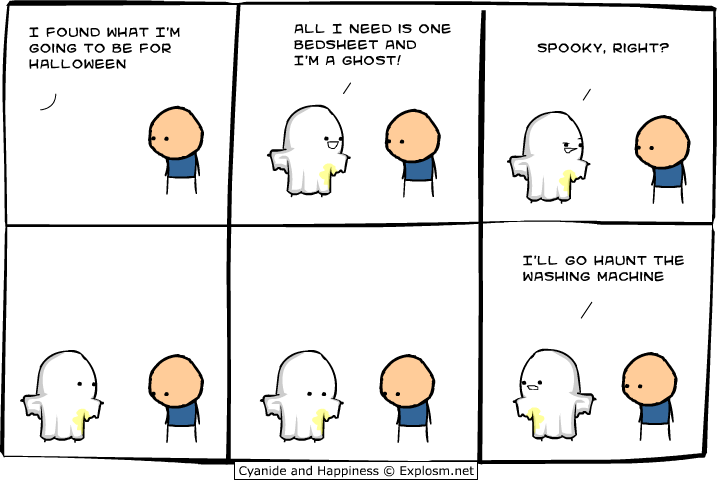 I FOUND WHAT I'M
GOING TO BE FOR
HALLOWEEN
ALL I NEED IS ONE
BEDSHEET AND
I'M A GHOST!
SPOOKY, RIGHT?
I'LL GO HAUNT THE
WASHING MACHINE
Cyanide and Happiness © Explosm.net